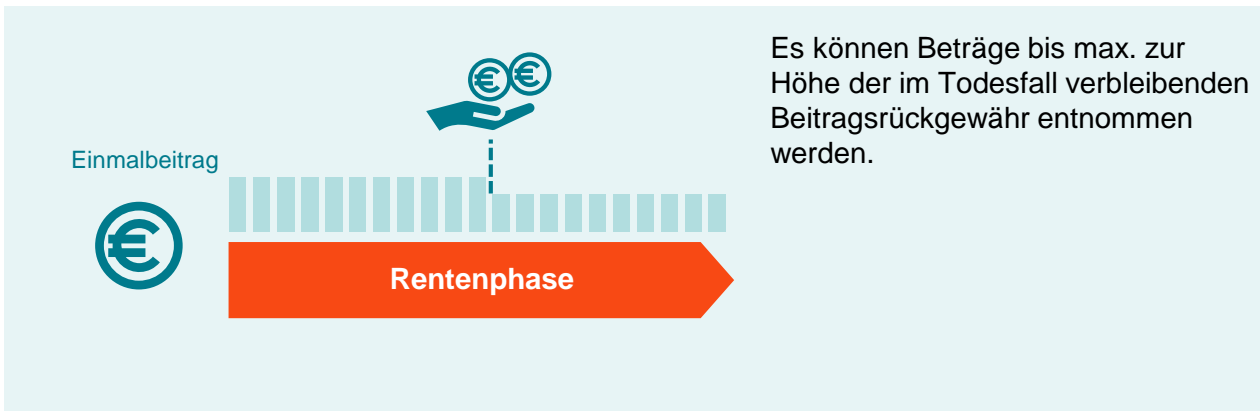 Es können Beträge bis max. zur
Höhe der im Todesfall verbleibenden
Beitragsrückgewähr entnommen
werden.
Einmalbeitrag
Rentenphase